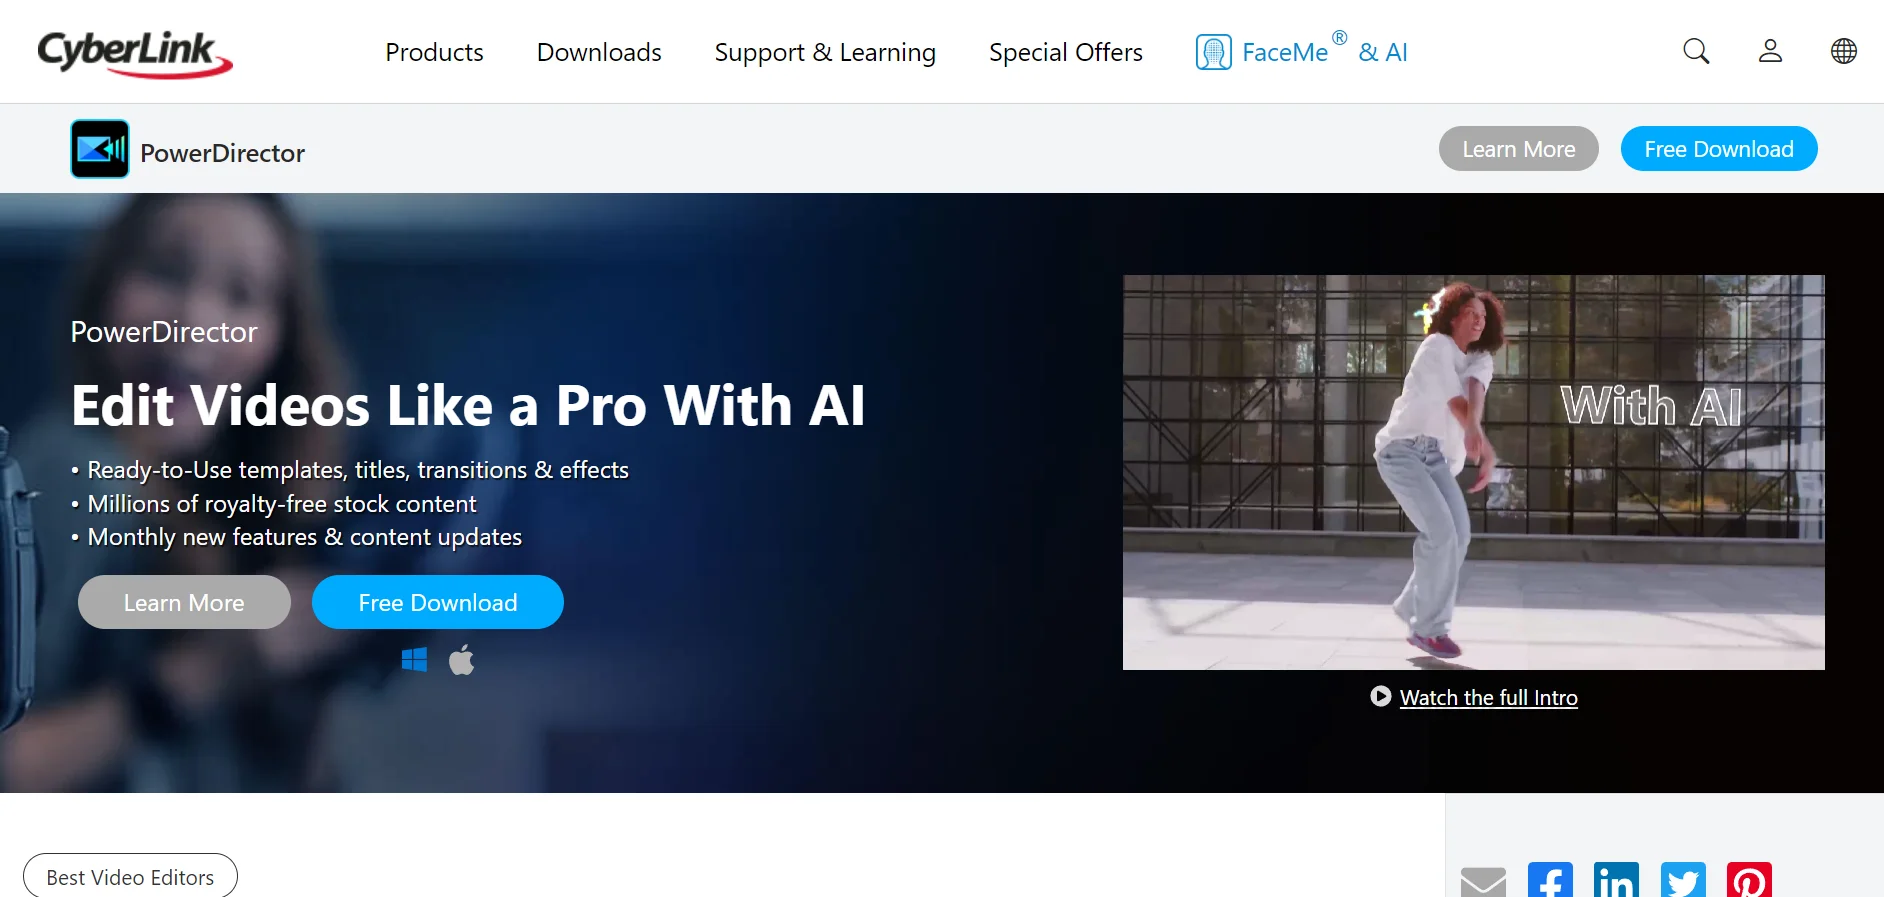 CyberLink
Products Downloads Support & Learning Special Offers FaceMe® & AI
PowerDirector
Learn More Free Download
PowerDirector
Edit Videos Like a Pro With AI
• Ready-to-Use templates, titles, transitions & effects
• Millions of royalty-free stock content
• Monthly new features & content updates
Learn More Free Download
With AI
Watch the full Intro
Best Video Editors